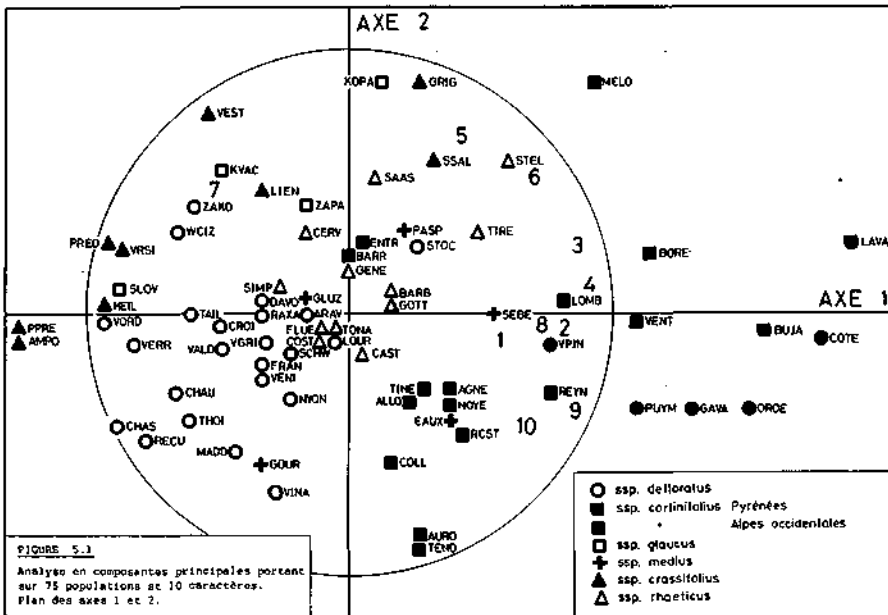 AXE 2
KOPA GRIG MELO
VEST
5
SSAL STEL
KVAC SAAS 6
7 LIEN
ZAKO ZAPA
WCIZ CERV PASP TIRE
PRED ENTR STOC LAVA
VRSI BARR 3 BORE
GENE
SLOV SIMP BARB 4
METL DAVO GLUZ GOTT LOMB AXE 1
VORD TAIL RAXA ARAV SEBE VENT
PPRE CROI FLUE TONA 8 2 BUJA
AMPO VERR VGRI COST LOUR 1 VPIN COTE
VALD SCHW CAST
FRAN
VENI
CHAU NYON TINE AGNE REYN
ALLO NOYE 9 PUYM GAVA OROE
CHAS THOI EAUX 10
RECU RCST
MADD
GOUR COLL
VINA
AURO
TENO
ssp. delloratus
ssp. cartinitalius Pyrénées
" Alpes occidentales
ssp. glaucus
ssp. medius
ssp. crassifolius
ssp. rhaeticus
FIGURE 5.1
Analyse en composantes principales portant
sur 75 populations et 10 caractères.
Plan des axes 1 et 2.